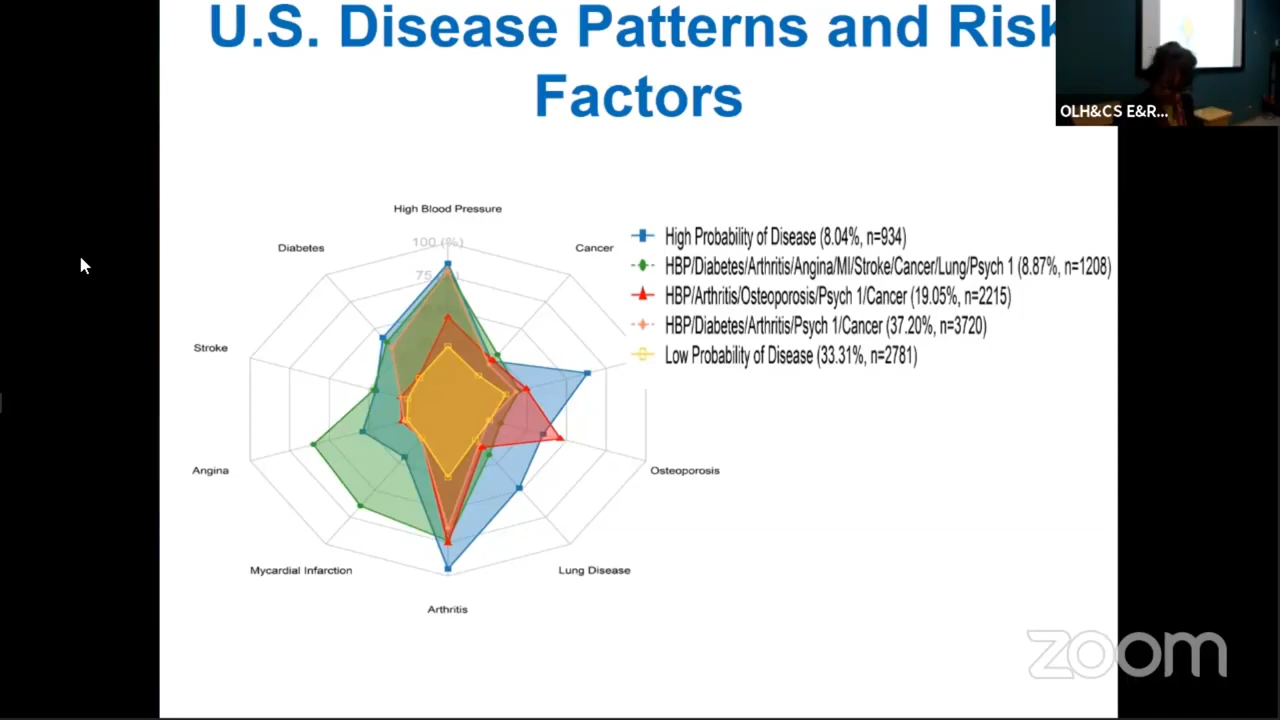 U.S. Disease Patterns and Risk
Factors
OLH&CS E&R...
High Blood Pressure
Diabetes
100 (%)
Cancer
75
Stroke
Angina
Osteoporosis
Mycardial Infarction
Lung Disease
Arthritis
High Probability of Disease (8.04%, n=934)
HBP/Diabetes/Arthritis/Angina/MI/Stroke/Cancer/Lung/Psych 1 (8.87%, n=1208)
HBP/Arthritis/Osteoporosis/Psych 1/Cancer (19.05%, n=2215)
HBP/Diabetes/Arthritis/Psych 1/Cancer (37.20%, n=3720)
Low Probability of Disease (33.31%, n=2781)
zoom